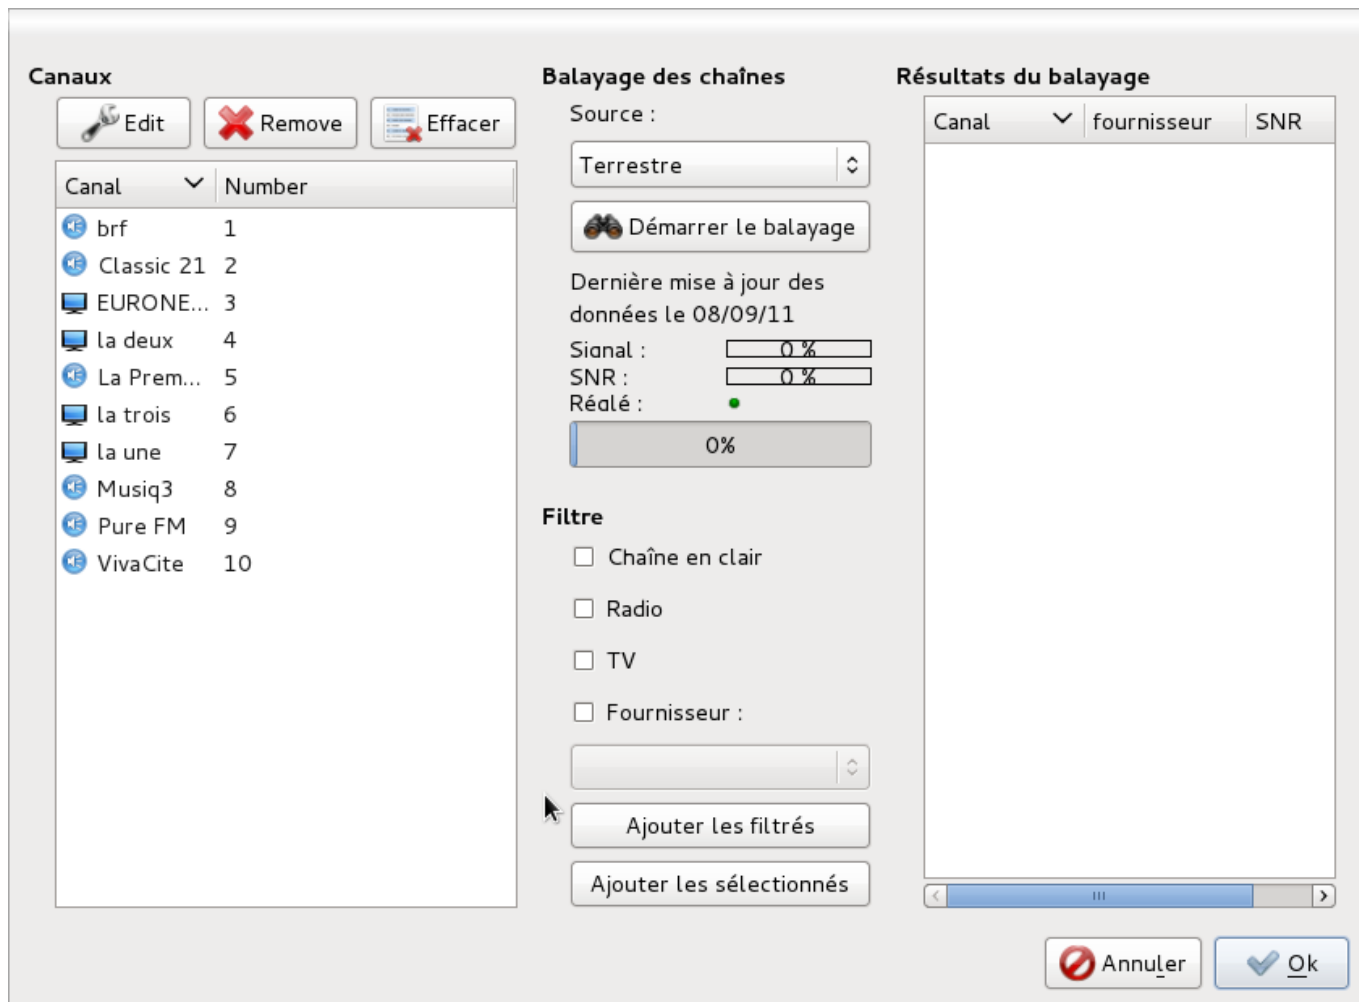 Canaux
Edit
Remove
Effacer
Canal
Number
brf 1
Classic 21 2
EURONE... 3
la deux 4
La Prem... 5
la trois 6
la une 7
Musiq3 8
Pure FM 9
VivaCite 10
Balayage des chaînes
Source :
Terrestre
Démarrer le balayage
Dernière mise à jour des
données le 08/09/11
Signal : 0 %
SNR : 0 %
Réglé :
0%
Filtre
Chaîne en clair
Radio
TV
Fournisseur :
Ajouter les filtrés
Ajouter les sélectionnés
Résultats du balayage
Canal
fournisseur
SNR
Annuler
Ok